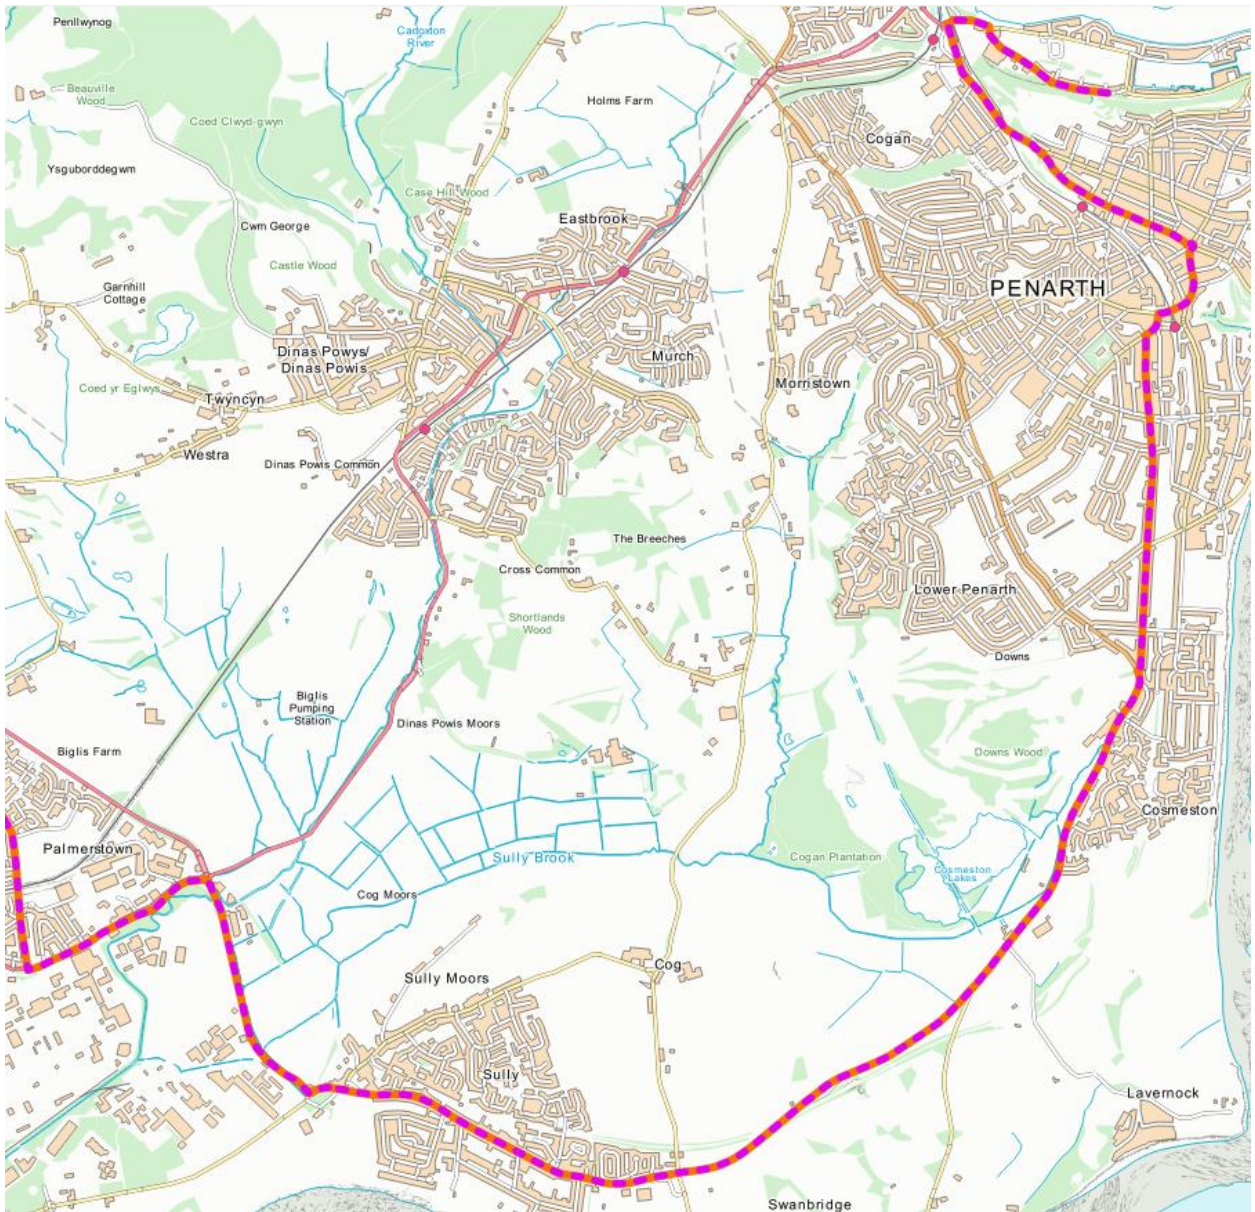 Penllwynog
Cadoxton
River
Beauville
Wood
Holms Farm
Coed Clwyd-gwyn
Cogan
Ysguborddegwm
Case Hill Wood
Eastbrook
Cwm George
Castle Wood
Garnhill
Cottage
PENARTH
Dinas Powys/
Dinas Powis
Murch
Morristown
Coed yr Eglwys
Twyncyn
Westra
Dinas Powis Common
The Breeches
Cross Common
Lower Penarth
Shortlands
Wood
Downs
Biglis
Pumping
Station
Dinas Powis Moors
Biglis Farm
Downs Wood
Cosmeston
Palmerstown
Sully Brook
Cogan Plantation
Cosmeston
Lakes
Cog Moors
Cog
Sully Moors
Sully
Lavernock
Swanbridge